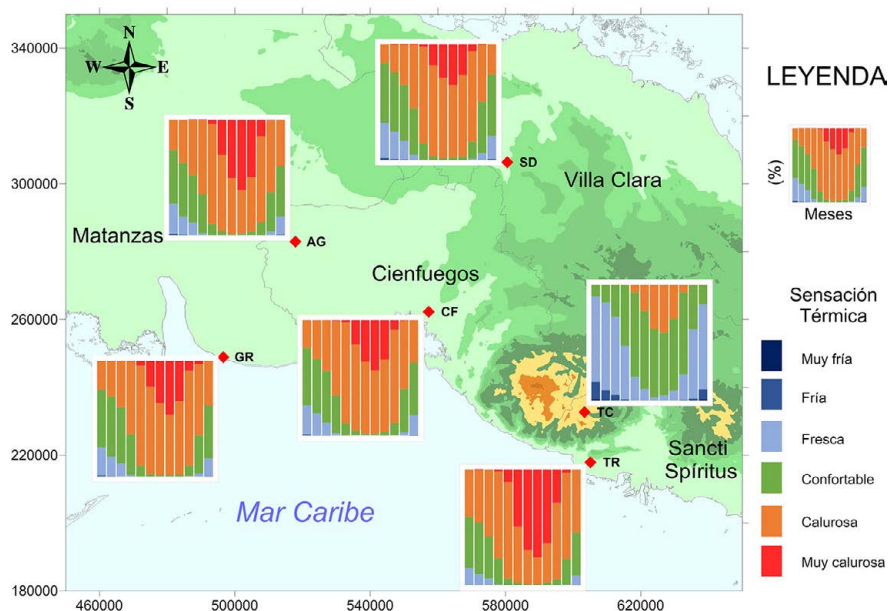 340000
300000
260000
220000
180000
460000
500000
540000
580000
620000
N
W E
S
SD
Villa Clara
Matanzas
AG
Cienfuegos
CF
GR
TC
TR
Sancti
Spíritus
Mar Caribe
LEYENDA
(%)
Meses
Sensación
Térmica
Muy fría
Fría
Fresca
Confortable
Calurosa
Muy calurosa